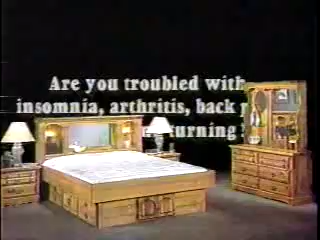 Are you troubled with
insomnia, arthritis, back
turning?